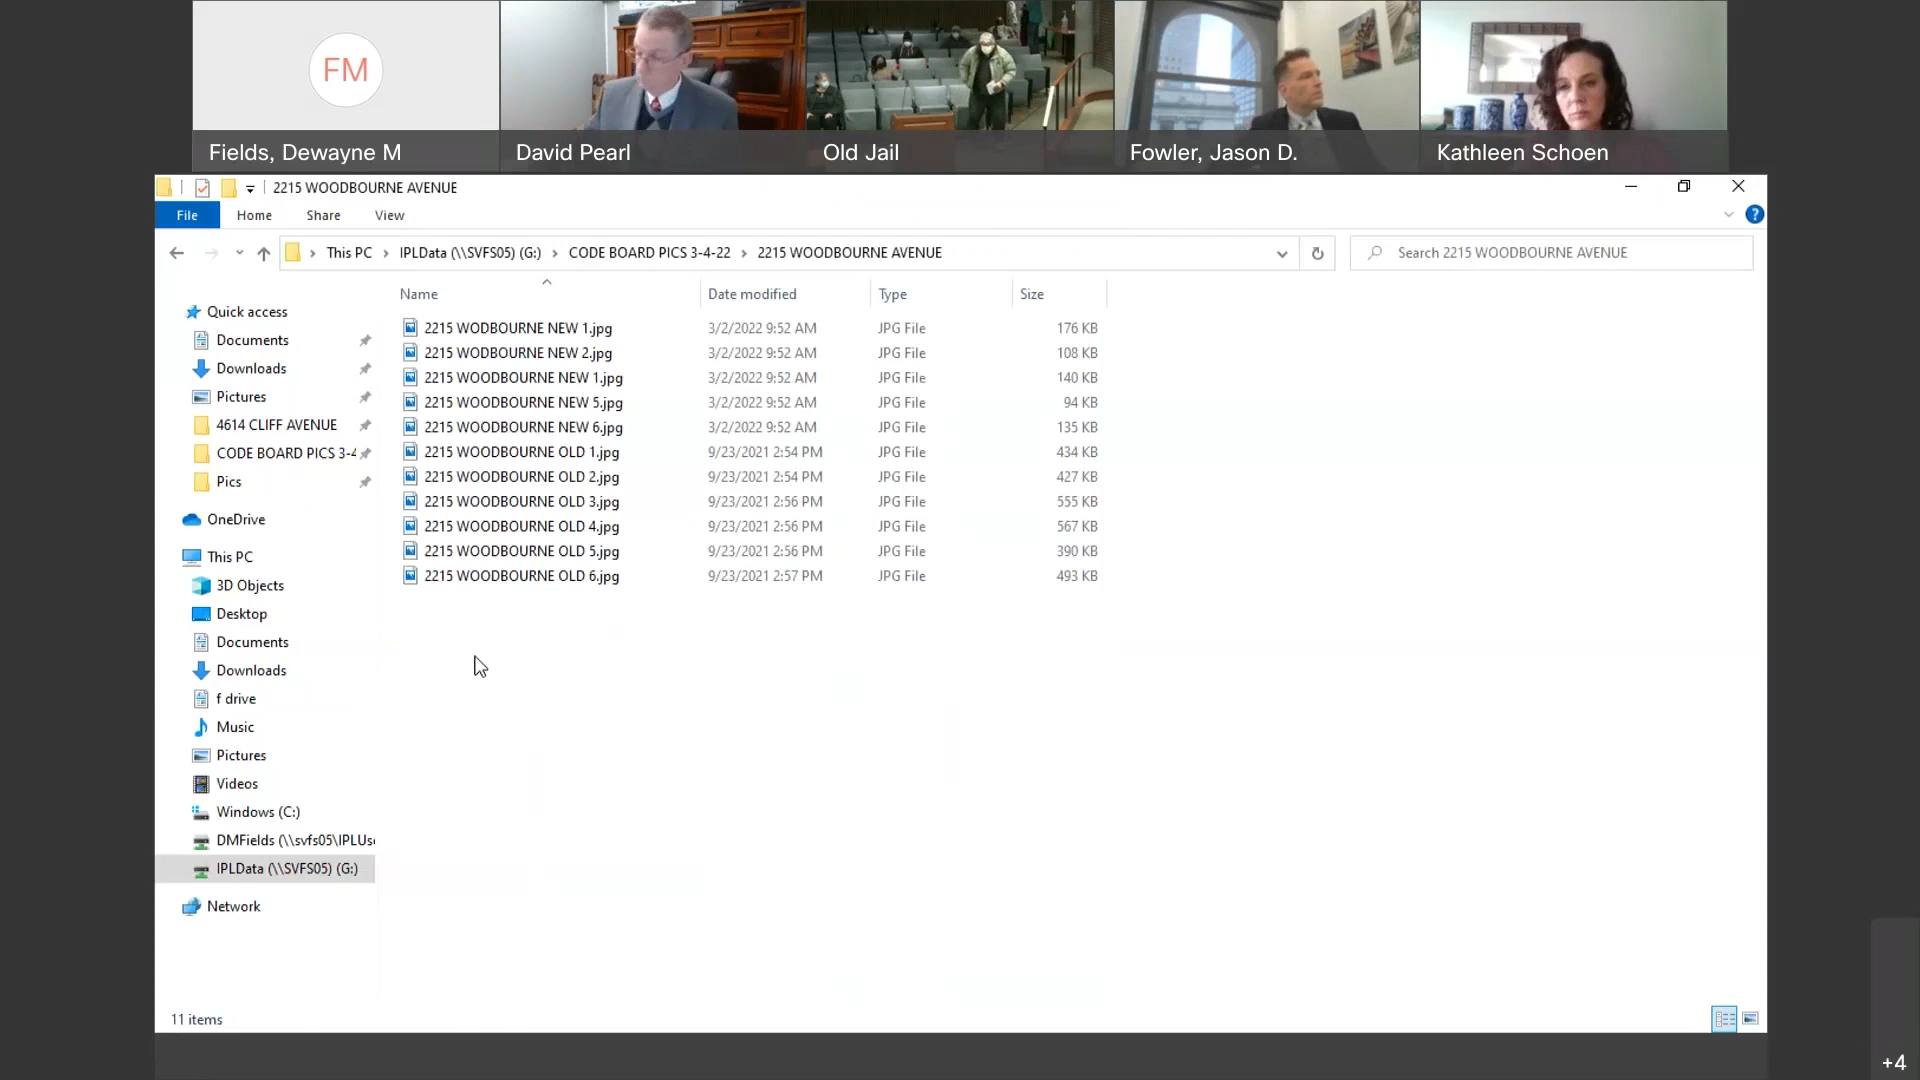 FM
Fields, Dewayne M
David Pearl
Old Jail
Fowler, Jason D.
Kathleen Schoen
2215 WOODBOURNE AVENUE
File Home Share View
This PC IPLData (\\SVFS05) (G:) CODE BOARD PICS 3-4-22 2215 WOODBOURNE AVENUE
Search 2215 WOODBOURNE AVENUE
Name Date modified Type Size
2215 WODBOURNE NEW 1.jpg 3/2/2022 9:52 AM JPG File 176 KB
2215 WODBOURNE NEW 2.jpg 3/2/2022 9:52 AM JPG File 108 KB
2215 WOODBOURNE NEW 1.jpg 3/2/2022 9:52 AM JPG File 140 KB
2215 WOODBOURNE NEW 5.jpg 3/2/2022 9:52 AM JPG File 94 KB
2215 WOODBOURNE NEW 6.jpg 3/2/2022 9:52 AM JPG File 135 KB
2215 WOODBOURNE OLD 1.jpg 9/23/2021 2:54 PM JPG File 434 KB
2215 WOODBOURNE OLD 2.jpg 9/23/2021 2:54 PM JPG File 427 KB
2215 WOODBOURNE OLD 3.jpg 9/23/2021 2:56 PM JPG File 555 KB
2215 WOODBOURNE OLD 4.jpg 9/23/2021 2:56 PM JPG File 567 KB
2215 WOODBOURNE OLD 5.jpg 9/23/2021 2:56 PM JPG File 390 KB
2215 WOODBOURNE OLD 6.jpg 9/23/2021 2:57 PM JPG File 493 KB
Quick access
Documents
Downloads
Pictures
4614 CLIFF AVENUE
CODE BOARD PICS 3-4
Pics
OneDrive
This PC
3D Objects
Desktop
Documents
Downloads
f drive
Music
Pictures
Videos
Windows (C:)
DMFields (\\svfs05\IPLUse
IPLData (\\SVFS05) (G:)
Network
11 items
+4